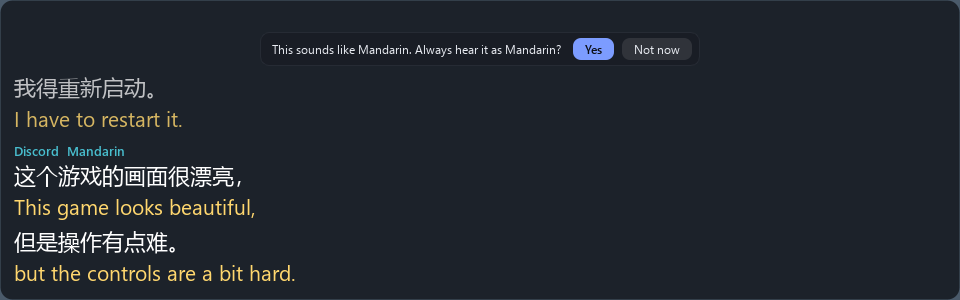 This sounds like Mandarin. Always hear it as Mandarin? Yes Not now
我得重新启动。
I have to restart it.
Discord Mandarin
这个游戏的画面很漂亮，
This game looks beautiful,
但是操作有点难。
but the controls are a bit hard.